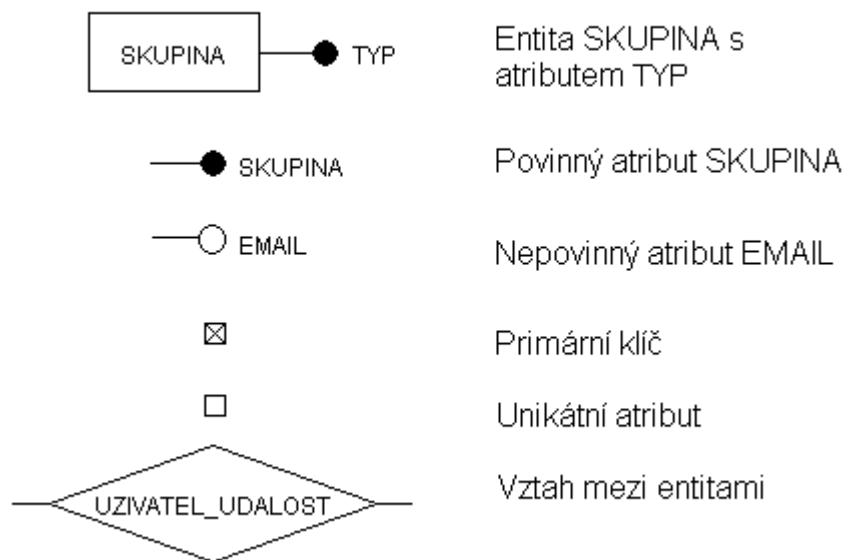 SKUPINA TYP Entita SKUPINA s
atributem TYP
SKUPINA Povinný atribut SKUPINA
EMAIL Nepovinný atribut EMAIL
Primární klíč
Unikátní atribut
UZIVATEL_UDALOST Vztah mezi entitami